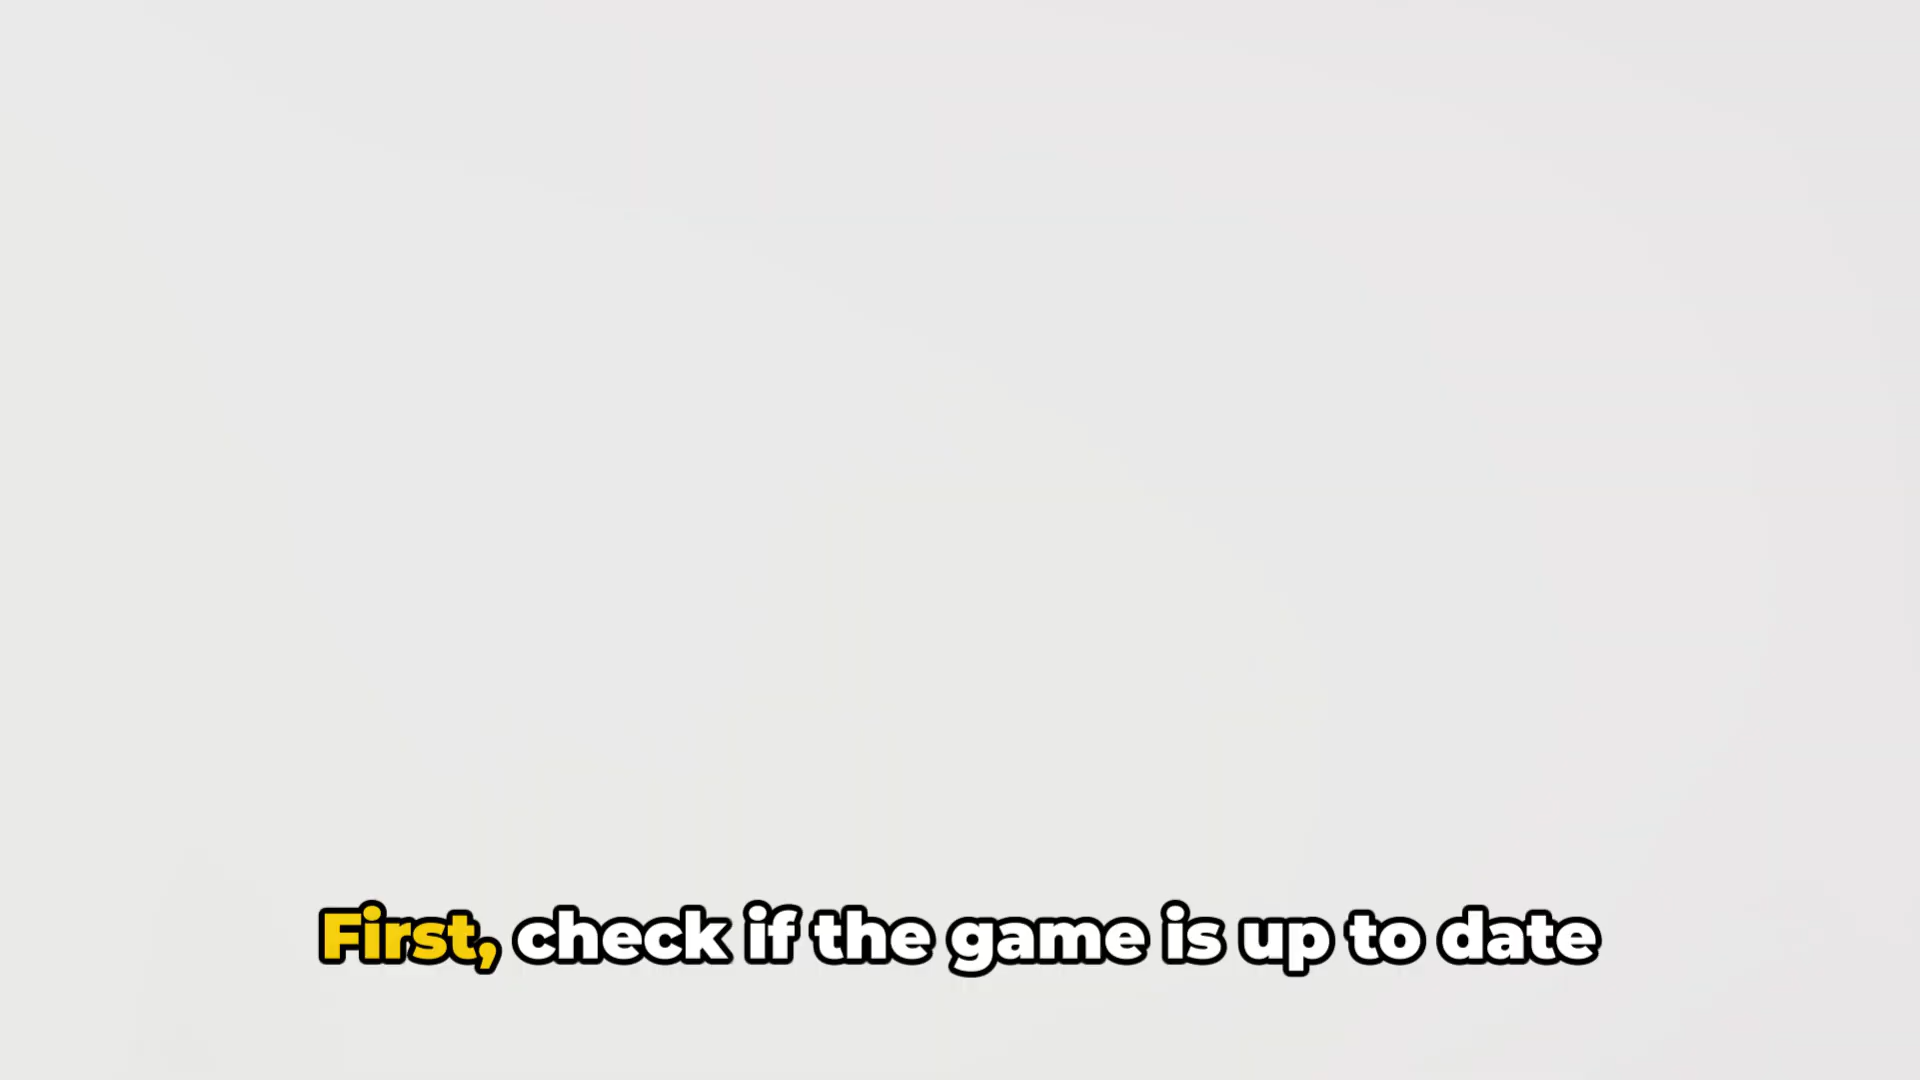 First, check if the game is up to date